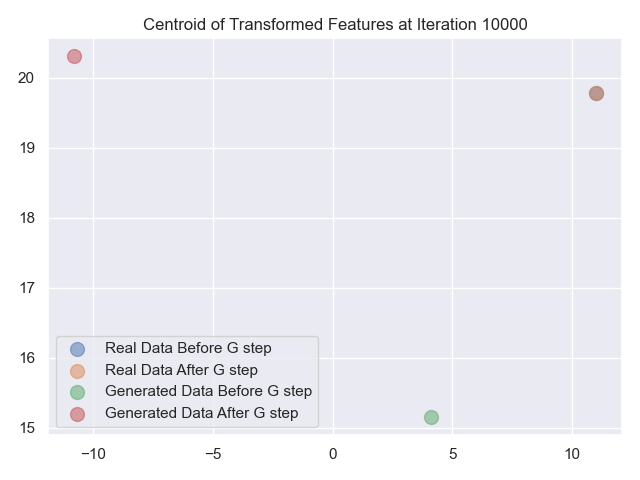 Centroid of Transformed Features at Iteration 10000
20
19
18
17
16
15
Real Data Before G step
Real Data After G step
Generated Data Before G step
Generated Data After G step
−10 −5 0 5 10